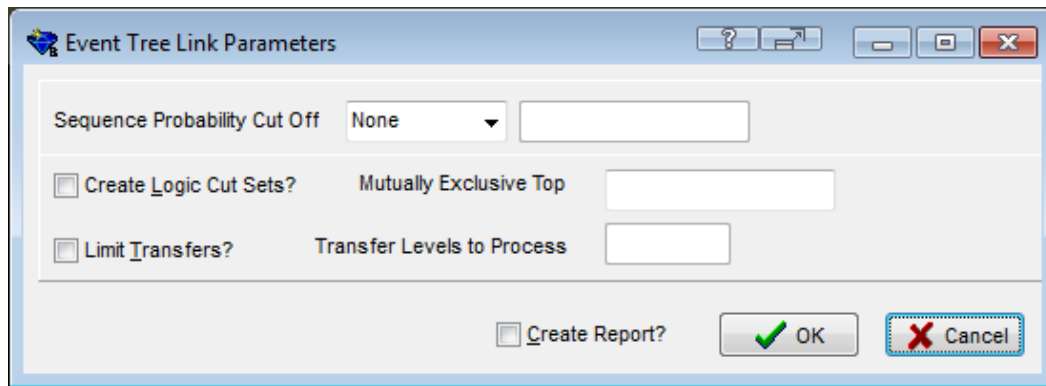 Event Tree Link Parameters
Sequence Probability Cut Off None
Create Logic Cut Sets? Mutually Exclusive Top
Limit Transfers? Transfer Levels to Process
Create Report? OK Cancel